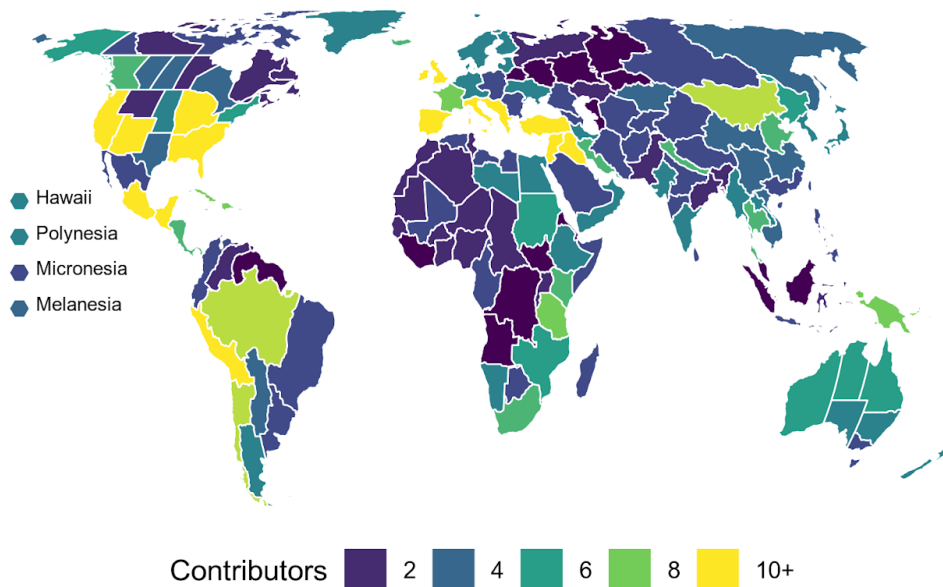 Hawaii
Polynesia
Micronesia
Melanesia
Contributors 2 4 6 8 10+